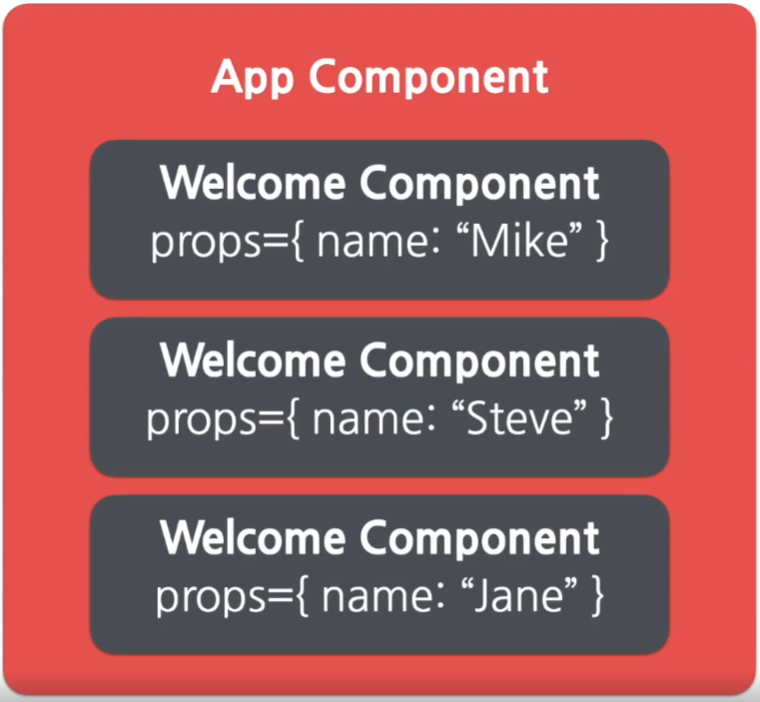 App Component
Welcome Component
props={ name: “Mike” }
Welcome Component
props={ name: “Steve” }
Welcome Component
props={ name: “Jane” }